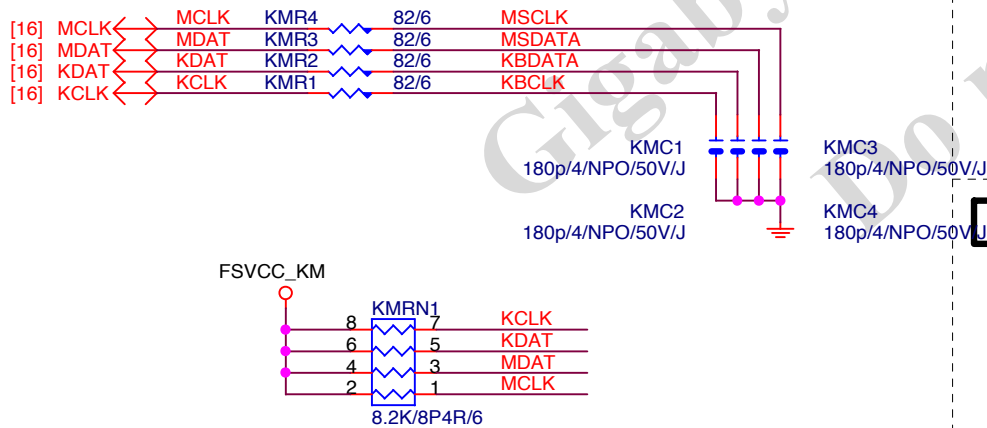 [16] MCLK MCLK KMR4 82/6 MSCLK
[16] MDAT MDAT KMR3 82/6 MSDATA
[16] KDAT KDAT KMR2 82/6 KBDATA
[16] KCLK KCLK KMR1 82/6 KBCLK
KMC1 KMC3
180p/4/NPO/50V/J 180p/4/NPO/50V/J
KMC2 KMC4
180p/4/NPO/50V/J 180p/4/NPO/50V/J
FSVCC_KM
KMRN1
8 7 KCLK
6 5 KDAT
4 3 MDAT
2 1 MCLK
8.2K/8P4R/6
Gigaby
Do